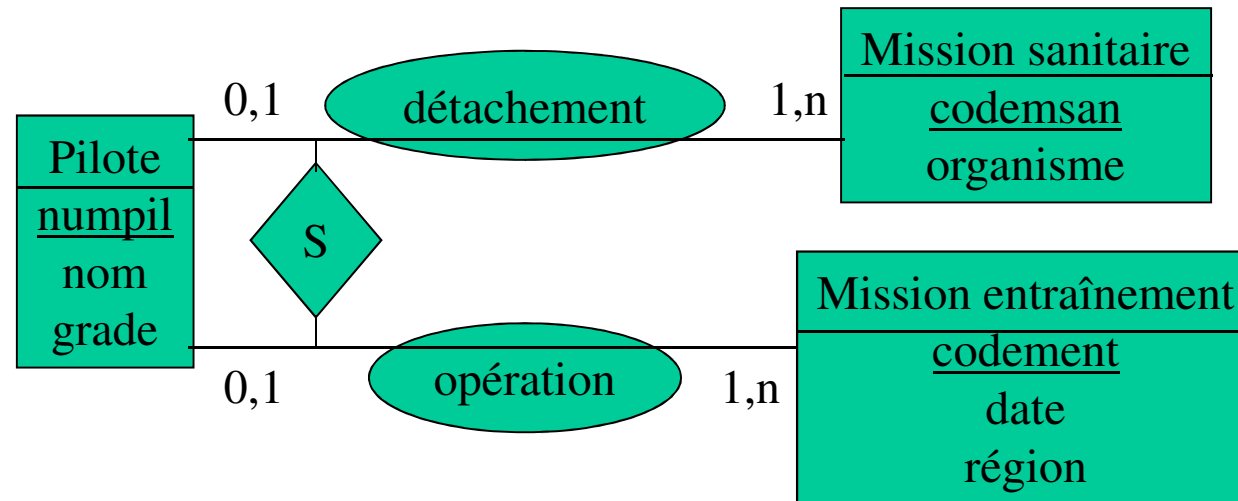 Pilote
numpil
nom
grade
0,1
détachement
1,n
Mission sanitaire
codemsan
organisme
S
0,1
opération
1,n
Mission entraînement
codement
date
région